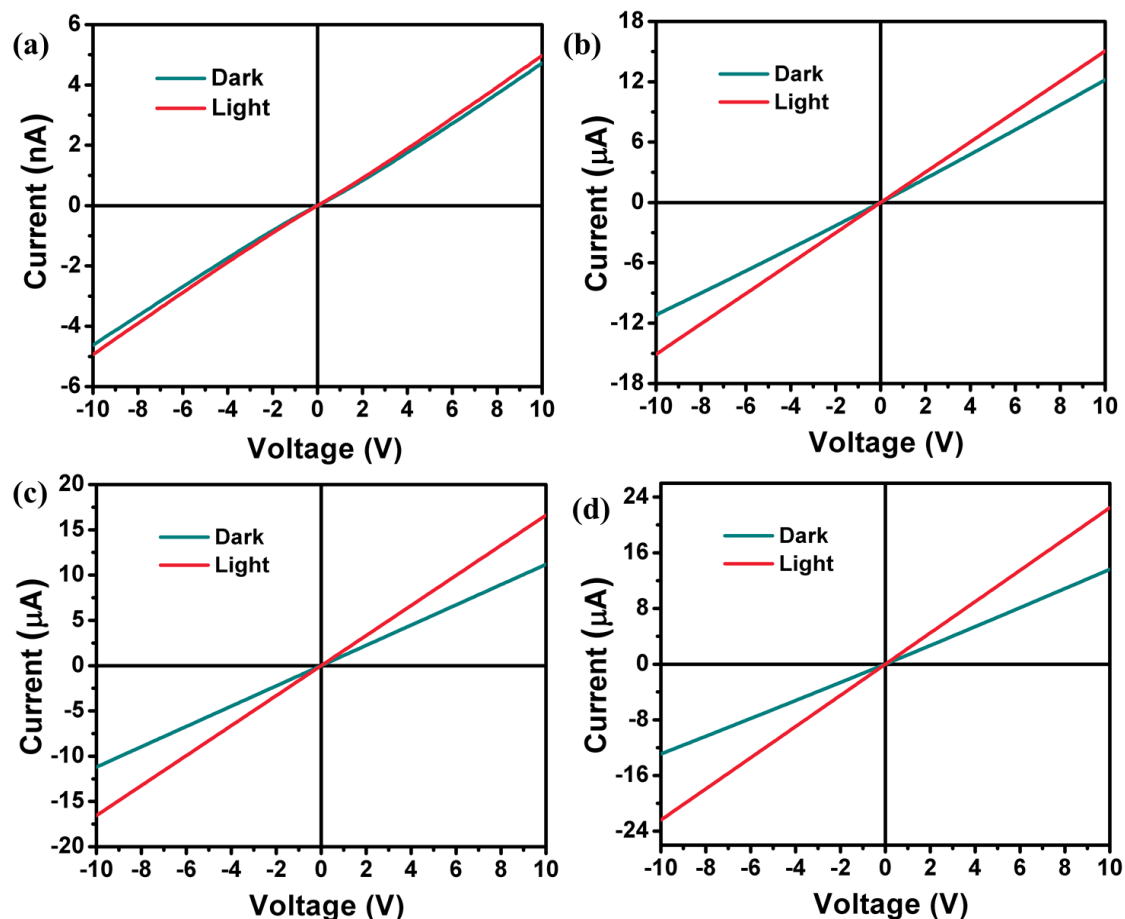 (a)
Dark
Light
Current (nA)
6
4
2
0
-2
-4
-6
-10 -8 -6 -4 -2 0 2 4 6 8 10
Voltage (V)
(b)
Dark
Light
Current (μA)
18
12
6
0
-6
-12
-18
-10 -8 -6 -4 -2 0 2 4 6 8 10
Voltage (V)
(c)
Dark
Light
Current (μA)
20
15
10
5
0
-5
-10
-15
-20
-10 -8 -6 -4 -2 0 2 4 6 8 10
Voltage (V)
(d)
Dark
Light
Current (μA)
24
16
8
0
-8
-16
-24
-10 -8 -6 -4 -2 0 2 4 6 8 10
Voltage (V)